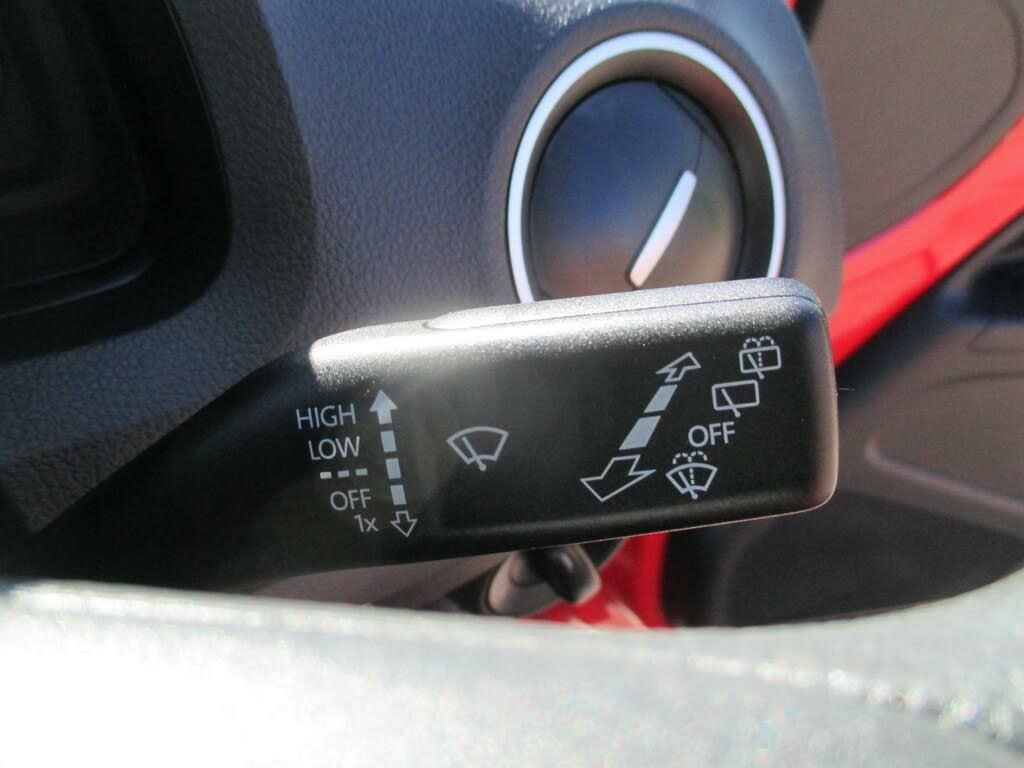 HIGH
LOW
---
OFF
1x
OFF